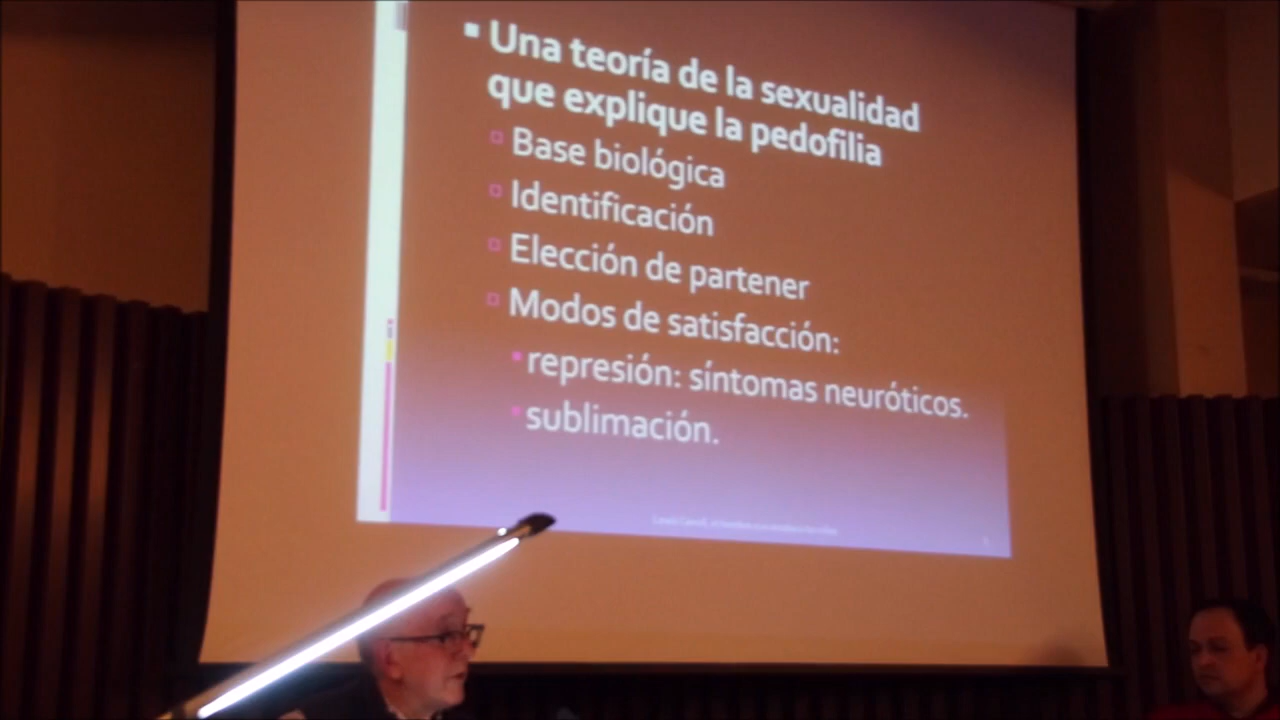 Una teoría de la sexualidad
que explique la pedofilia
Base biológica
Identificación
Elección de partener
Modos de satisfacción:
represión: síntomas neuróticos.
sublimación.